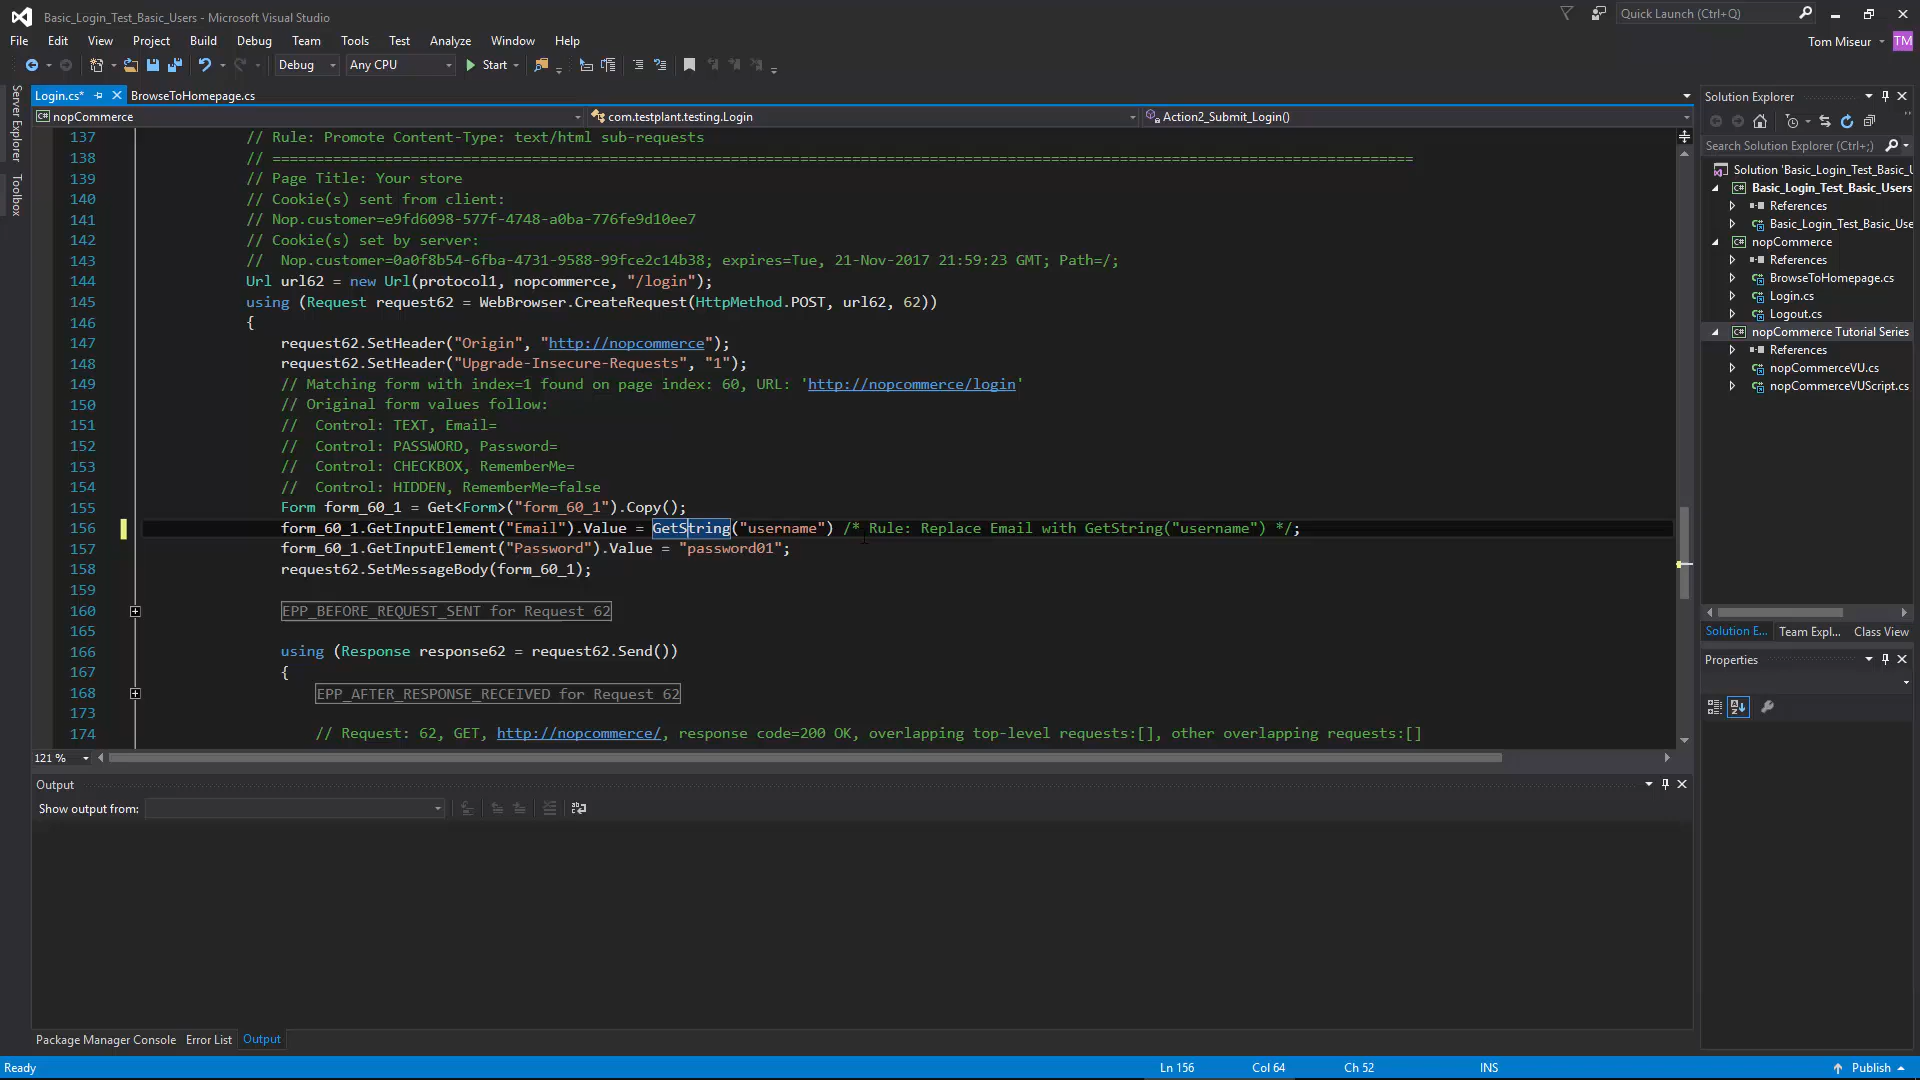 Basic_Login_Test_Basic_Users - Microsoft Visual Studio
Quick Launch (Ctrl+Q)
File Edit View Project Build Debug Team Tools Test Analyze Window Help
Tom Miseur TM
Debug Any CPU Start
Server Explorer
Toolbox
Login.cs* BrowseToHomepage.cs
nopCommerce com.testplant.testing.Login Action2_Submit_Login()
137 // Rule: Promote Content-Type: text/html sub-requests
138 // ====================================================================================================================================
139 // Page Title: Your store
140 // Cookie(s) sent from client:
141 // Nop.customer=e9fd6098-577f-4748-a0ba-776fe9d10ee7
142 // Cookie(s) set by server:
143 //  Nop.customer=0a0f8b54-6fba-4731-9588-99fce2c14b38; expires=Tue, 21-Nov-2017 21:59:23 GMT; Path=/;
144 Url url62 = new Url(protocol1, nopcommerce, "/login");
145 using (Request request62 = WebBrowser.CreateRequest(HttpMethod.POST, url62, 62))
146 {
147 request62.SetHeader("Origin", "http://nopcommerce");
148 request62.SetHeader("Upgrade-Insecure-Requests", "1");
149 // Matching form with index=1 found on page index: 60, URL: 'http://nopcommerce/login'
150 // Original form values follow:
151 //  Control: TEXT, Email=
152 //  Control: PASSWORD, Password=
153 //  Control: CHECKBOX, RememberMe=
154 //  Control: HIDDEN, RememberMe=false
155 Form form_60_1 = Get<Form>("form_60_1").Copy();
156 form_60_1.GetInputElement("Email").Value = GetString("username") /* Rule: Replace Email with GetString("username") */;
157 form_60_1.GetInputElement("Password").Value = "password01";
158 request62.SetMessageBody(form_60_1);
159
160 EPP_BEFORE_REQUEST_SENT for Request 62
165
166 using (Response response62 = request62.Send())
167 {
168 EPP_AFTER_RESPONSE_RECEIVED for Request 62
173
174 // Request: 62, GET, http://nopcommerce/, response code=200 OK, overlapping top-level requests:[], other overlapping requests:[]
121 %
Output
Show output from:
Package Manager Console Error List Output
Ready Ln 156 Col 64 Ch 52 INS Publish
Solution Explorer
Search Solution Explorer (Ctrl+;)
Solution 'Basic_Login_Test_Basic_U
Basic_Login_Test_Basic_Users
References
Basic_Login_Test_Basic_Use
nopCommerce
References
BrowseToHomepage.cs
Login.cs
Logout.cs
nopCommerce Tutorial Series
References
nopCommerceVU.cs
nopCommerceVUScript.cs
Solution E... Team Expl... Class View
Properties